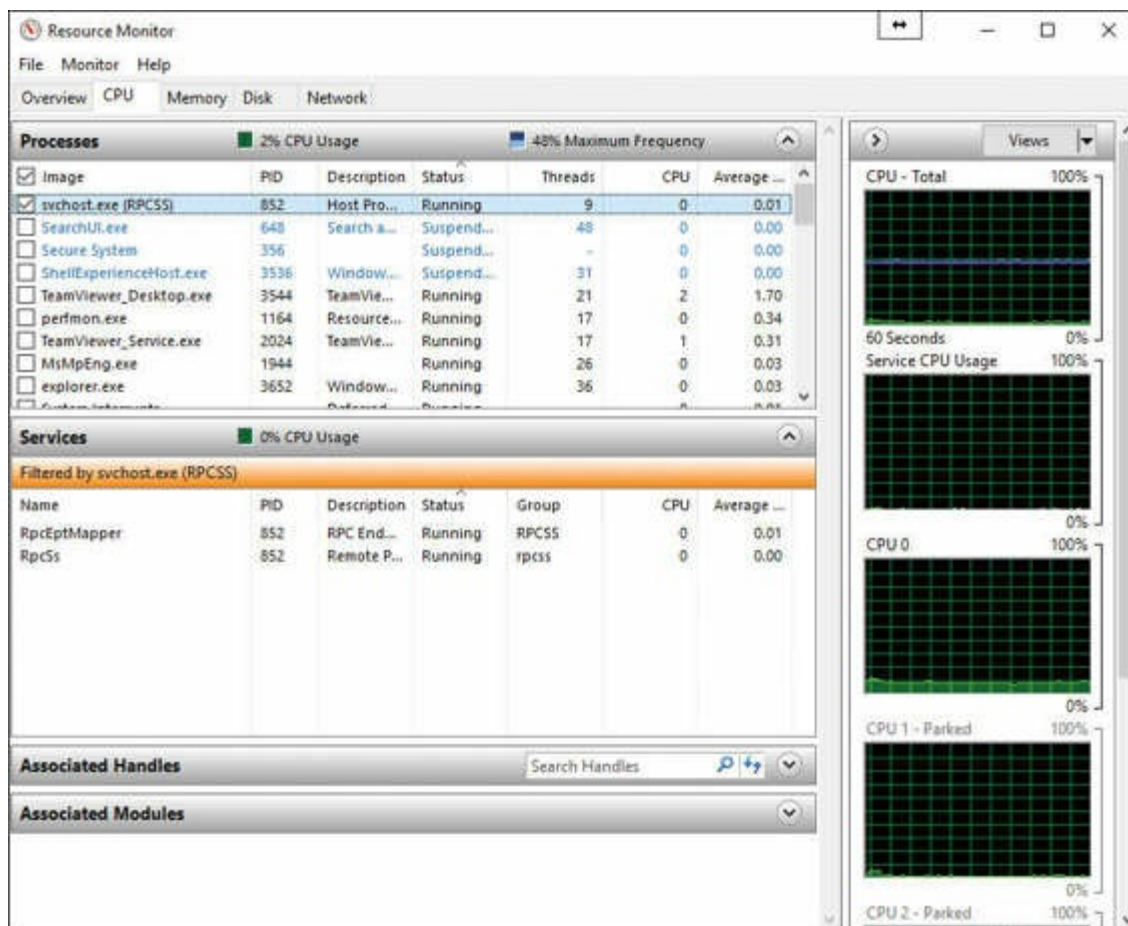 Resource Monitor
File Monitor Help
Overview CPU Memory Disk Network
Processes 2% CPU Usage 48% Maximum Frequency
Image PID Description Status Threads CPU Average ...
svchost.exe (RPCSS) 852 Host Pro... Running 9 0 0.01
SearchUI.exe 648 Search a... Suspend... 48 0 0.00
Secure System 356 Suspend... - 0 0.00
ShellExperienceHost.exe 3536 Window... Suspend... 31 0 0.00
TeamViewer_Desktop.exe 3544 TeamVie... Running 21 2 1.70
perfmon.exe 1164 Resource... Running 17 0 0.34
TeamViewer_Service.exe 2024 TeamVie... Running 17 1 0.31
MsMpEng.exe 1944 Running 26 0 0.03
explorer.exe 3652 Window... Running 36 0 0.03
Services 0% CPU Usage
Filtered by svchost.exe (RPCSS)
Name PID Description Status Group CPU Average ...
RpcEptMapper 852 RPC End... Running RPCSS 0 0.01
RpcSs 852 Remote P... Running rpcss 0 0.00
Associated Handles Search Handles
Associated Modules
Views
CPU - Total 100%
60 Seconds 0%
Service CPU Usage 100%
0%
CPU 0 100%
0%
CPU 1 - Parked 100%
0%
CPU 2 - Parked 100%